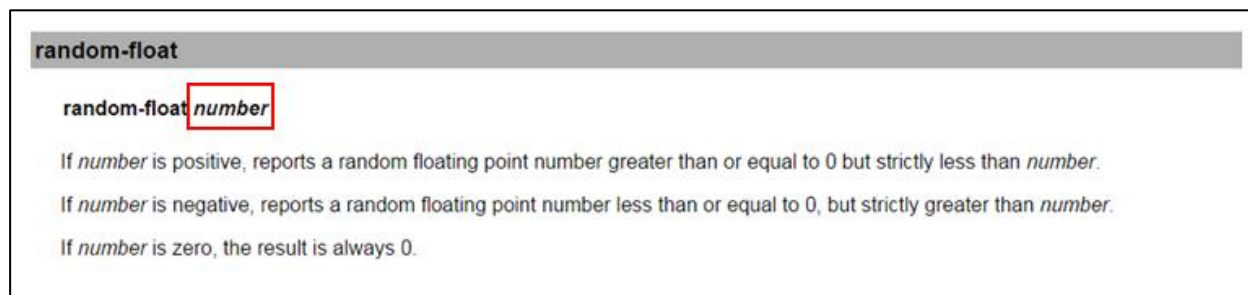 random-float
random-float number
If number is positive, reports a random floating point number greater than or equal to 0 but strictly less than number.
If number is negative, reports a random floating point number less than or equal to 0, but strictly greater than number.
If number is zero, the result is always 0.